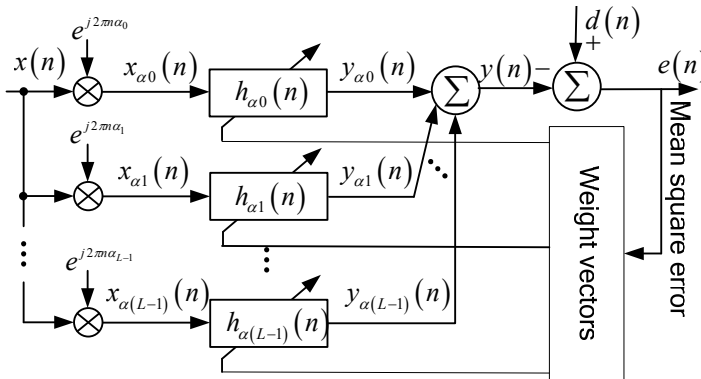 e^{j2πnα_0}
d(n)
x(n) x_{α0}(n) h_{α0}(n) y_{α0}(n) Σ y(n) − Σ + e(n)
e^{j2πnα_1}
x_{α1}(n) h_{α1}(n) y_{α1}(n)
e^{j2πnα_{L−1}}
x_{α(L−1)}(n) h_{α(L−1)}(n) y_{α(L−1)}(n)
Weight vectors
Mean square error